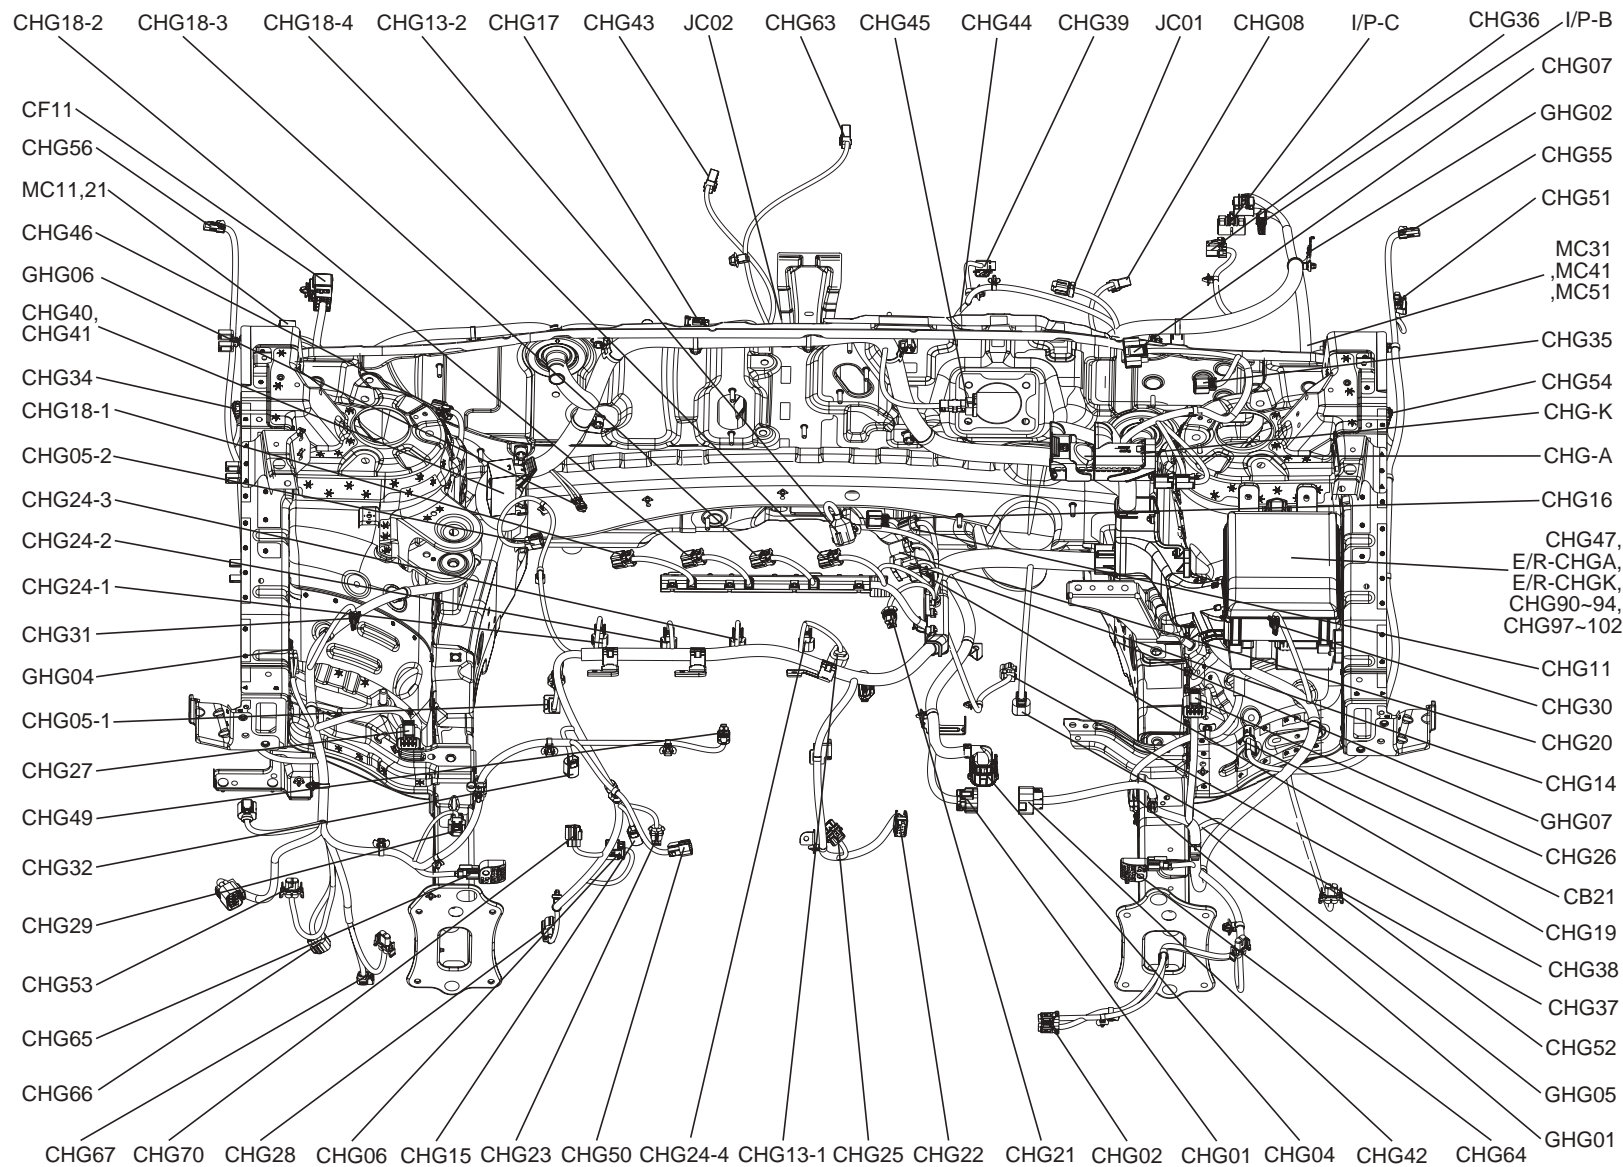 CHG18-2 CHG18-3 CHG18-4 CHG13-2 CHG17 CHG43 JC02 CHG63 CHG45 CHG44 CHG39 JC01 CHG08 I/P-C CHG36 I/P-B
CF11
CHG56
MC11,21
CHG46
GHG06
CHG40,
CHG41
CHG34
CHG18-1
CHG05-2
CHG24-3
CHG24-2
CHG24-1
CHG31
GHG04
CHG05-1
CHG27
CHG49
CHG32
CHG29
CHG53
CHG65
CHG66
CHG07
GHG02
CHG55
CHG51
MC31
,MC41
,MC51
CHG35
CHG54
CHG-K
CHG-A
CHG16
CHG47,
E/R-CHGA,
E/R-CHGK,
CHG90~94,
CHG97~102
CHG11
CHG30
CHG20
CHG14
GHG07
CHG26
CB21
CHG19
CHG38
CHG37
CHG52
GHG05
GHG01
CHG67 CHG70 CHG28 CHG06 CHG15 CHG23 CHG50 CHG24-4 CHG13-1 CHG25 CHG22 CHG21 CHG02 CHG01 CHG04 CHG42 CHG64